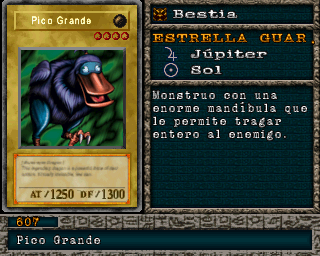 Pico Grande
AT/1250 DF/1300
Bestia
ESTRELLA GUAR.
Júpiter
Sol
Monstruo con una
enorme mandibula que
le permite tragar
entero al enemigo.
607
Pico Grande